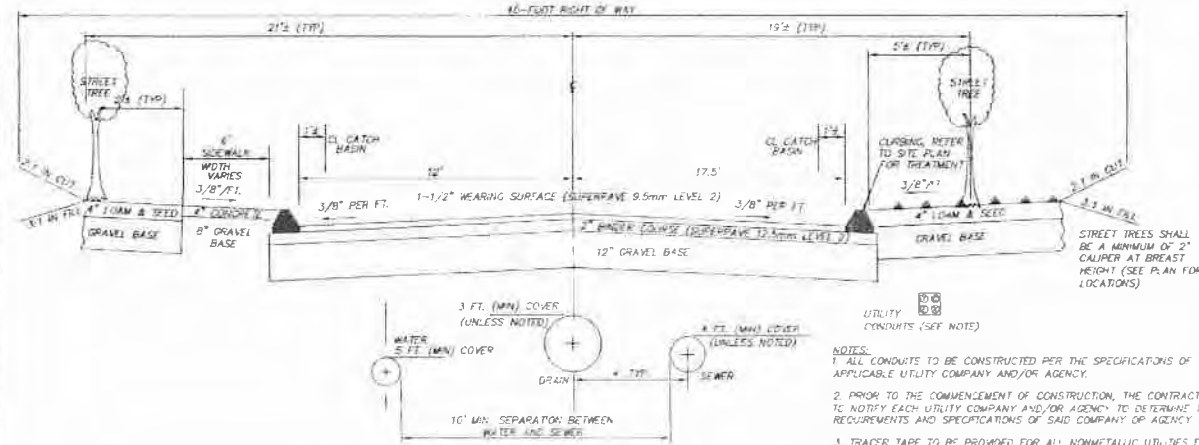 -FOOT RIGHT OF WAY
21'± (TYP)
19'± (TYP)
5'± (TYP)
STREET
TREE
STREET
TREE
(TYP)
6'
SIDEWALK
WIDTH
VARIES
3/8"/FT.
CL CATCH
BASIN
CL CATCH
BASIN
CURBING, REFER
TO SITE PLAN
FOR TREATMENT
17.5'
3/8" PER FT.
1-1/2" WEARING SURFACE (SUPERPAVE 9.5mm LEVEL 2)
3/8" PER FT
3/8"/FT
2:1 IN CUT
3:1 IN FILL
2:1 IN CUT
3:1 IN FILL
4" LOAM & SEED
4" CONCRETE
2" BINDER COURSE (SUPERPAVE 12.5mm LEVEL 2)
4" LOAM & SEED
GRAVEL BASE
8" GRAVEL
BASE
12" GRAVEL BASE
GRAVEL BASE
STREET TREES SHALL
BE A MINIMUM OF 2"
CALIPER AT BREAST
HEIGHT (SEE PLAN FOR
LOCATIONS)
3 FT. (MIN) COVER
(UNLESS NOTED)
WATER
5 FT. (MIN) COVER
FT. (MIN) COVER
(UNLESS NOTED)
DRAIN
4' TYP.
SEWER
10' MIN. SEPARATION BETWEEN
WATER AND SEWER
UTILITY
CONDUITS (SEE NOTE)
NOTES:
1. ALL CONDUITS TO BE CONSTRUCTED PER THE SPECIFICATIONS OF
APPLICABLE UTILITY COMPANY AND/OR AGENCY.
2. PRIOR TO THE COMMENCEMENT OF CONSTRUCTION, THE CONTRACT
TO NOTIFY EACH UTILITY COMPANY AND/OR AGENCY TO DETERMINE
REQUIREMENTS AND SPECIFICATIONS OF SAID COMPANY OR AGENCY
3. TRACER TAPE TO BE PROVIDED FOR ALL NONMETALLIC UTILITIES